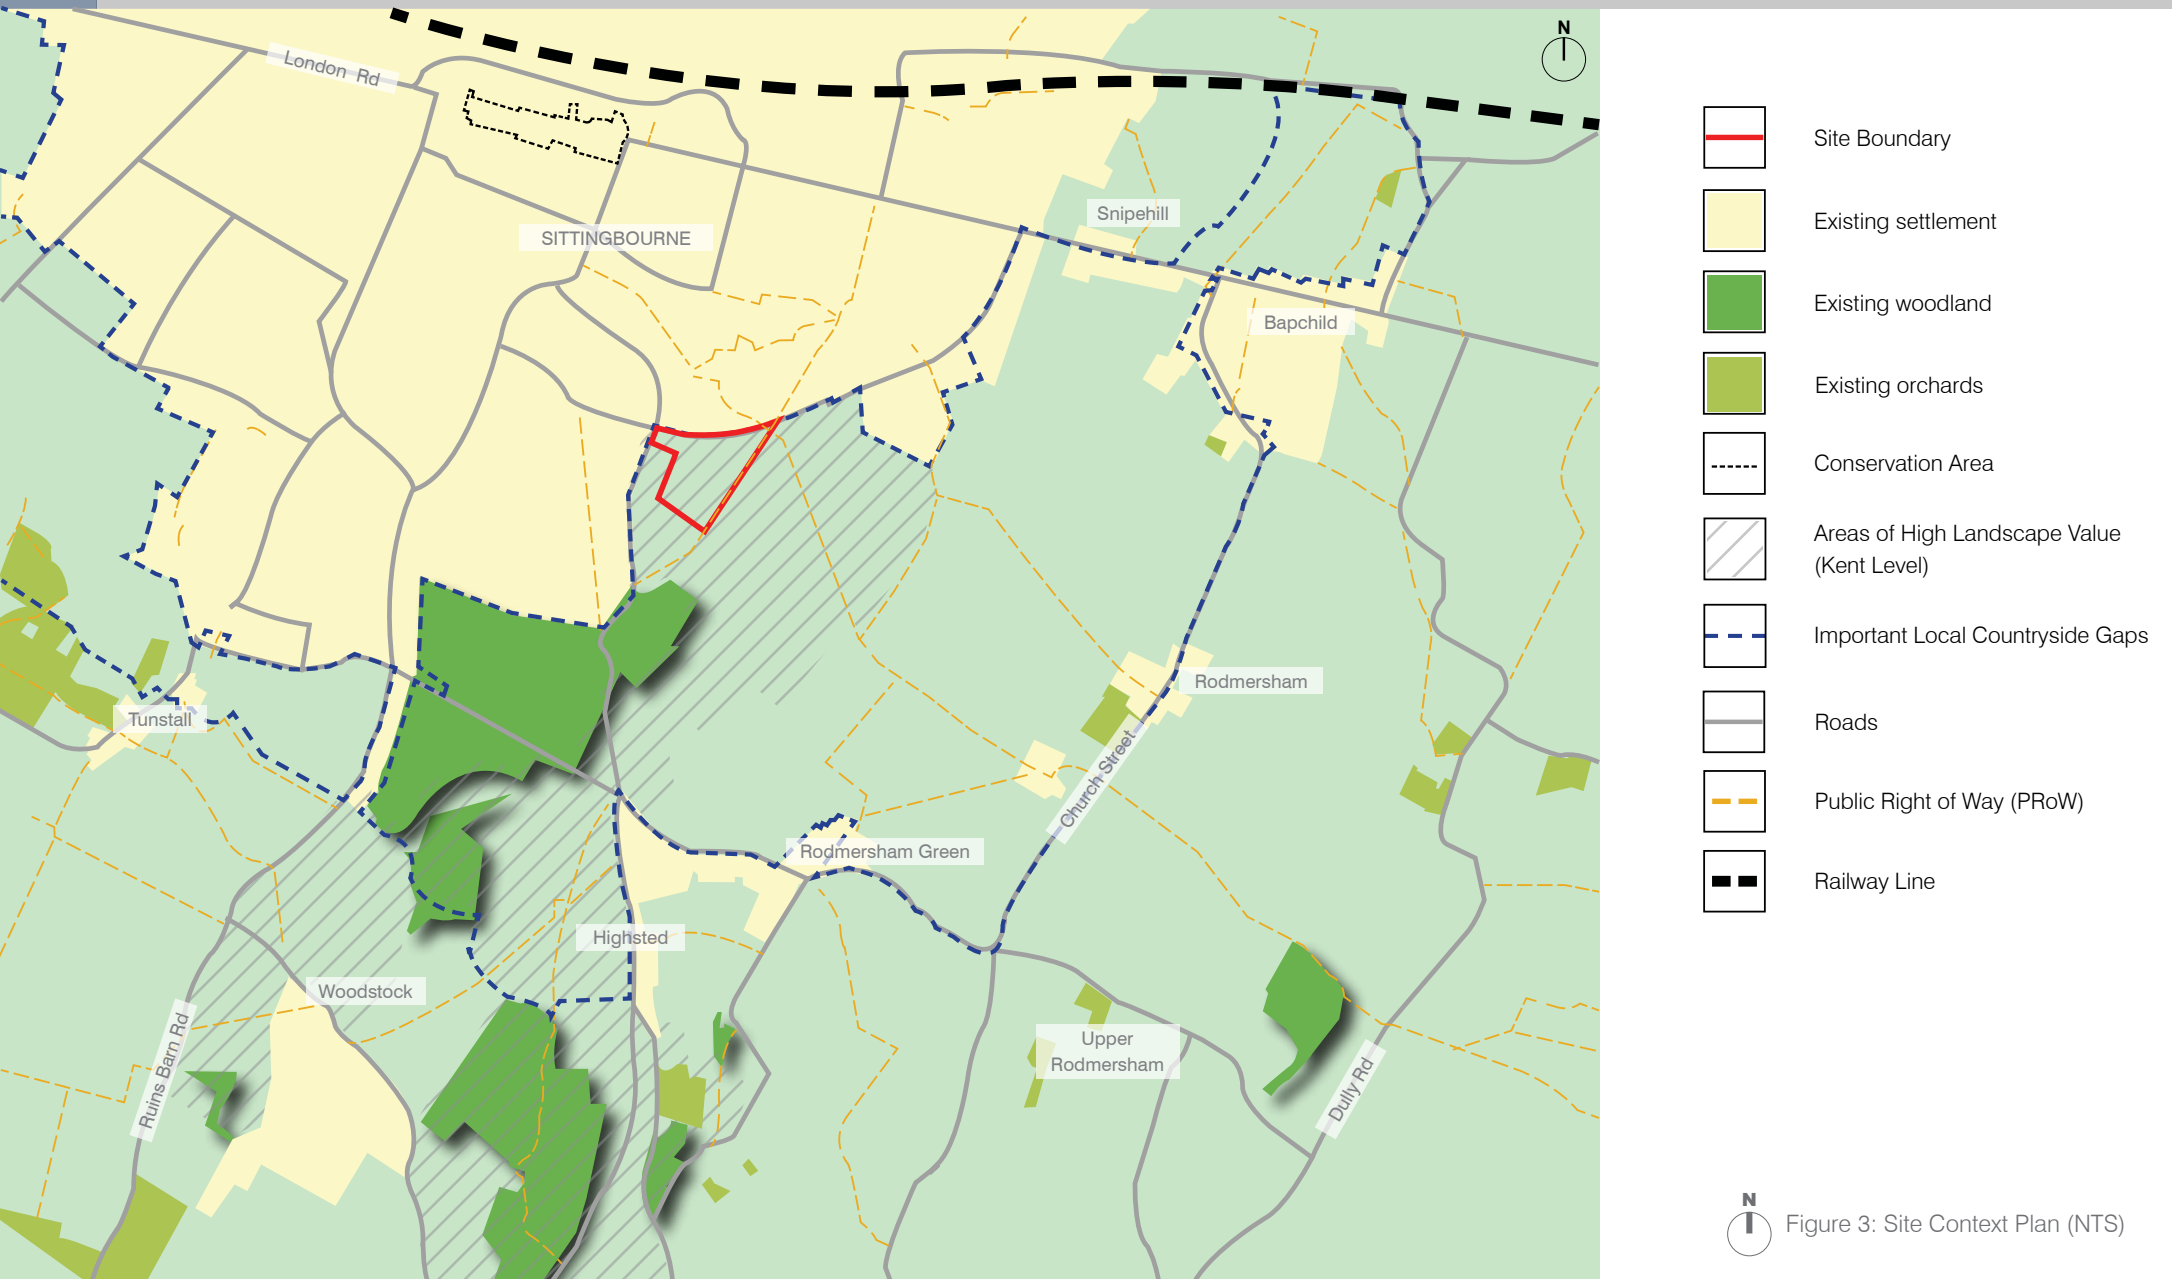 N
London Rd
SITTINGBOURNE
Snipehill
Bapchild
Tunstall
Rodmersham
Church Street
Rodmersham Green
Highsted
Woodstock
Ruins Barn Rd
Upper
Rodmersham
Dully Rd
Site Boundary
Existing settlement
Existing woodland
Existing orchards
Conservation Area
Areas of High Landscape Value
(Kent Level)
Important Local Countryside Gaps
Roads
Public Right of Way (PRoW)
Railway Line
N
Figure 3: Site Context Plan (NTS)